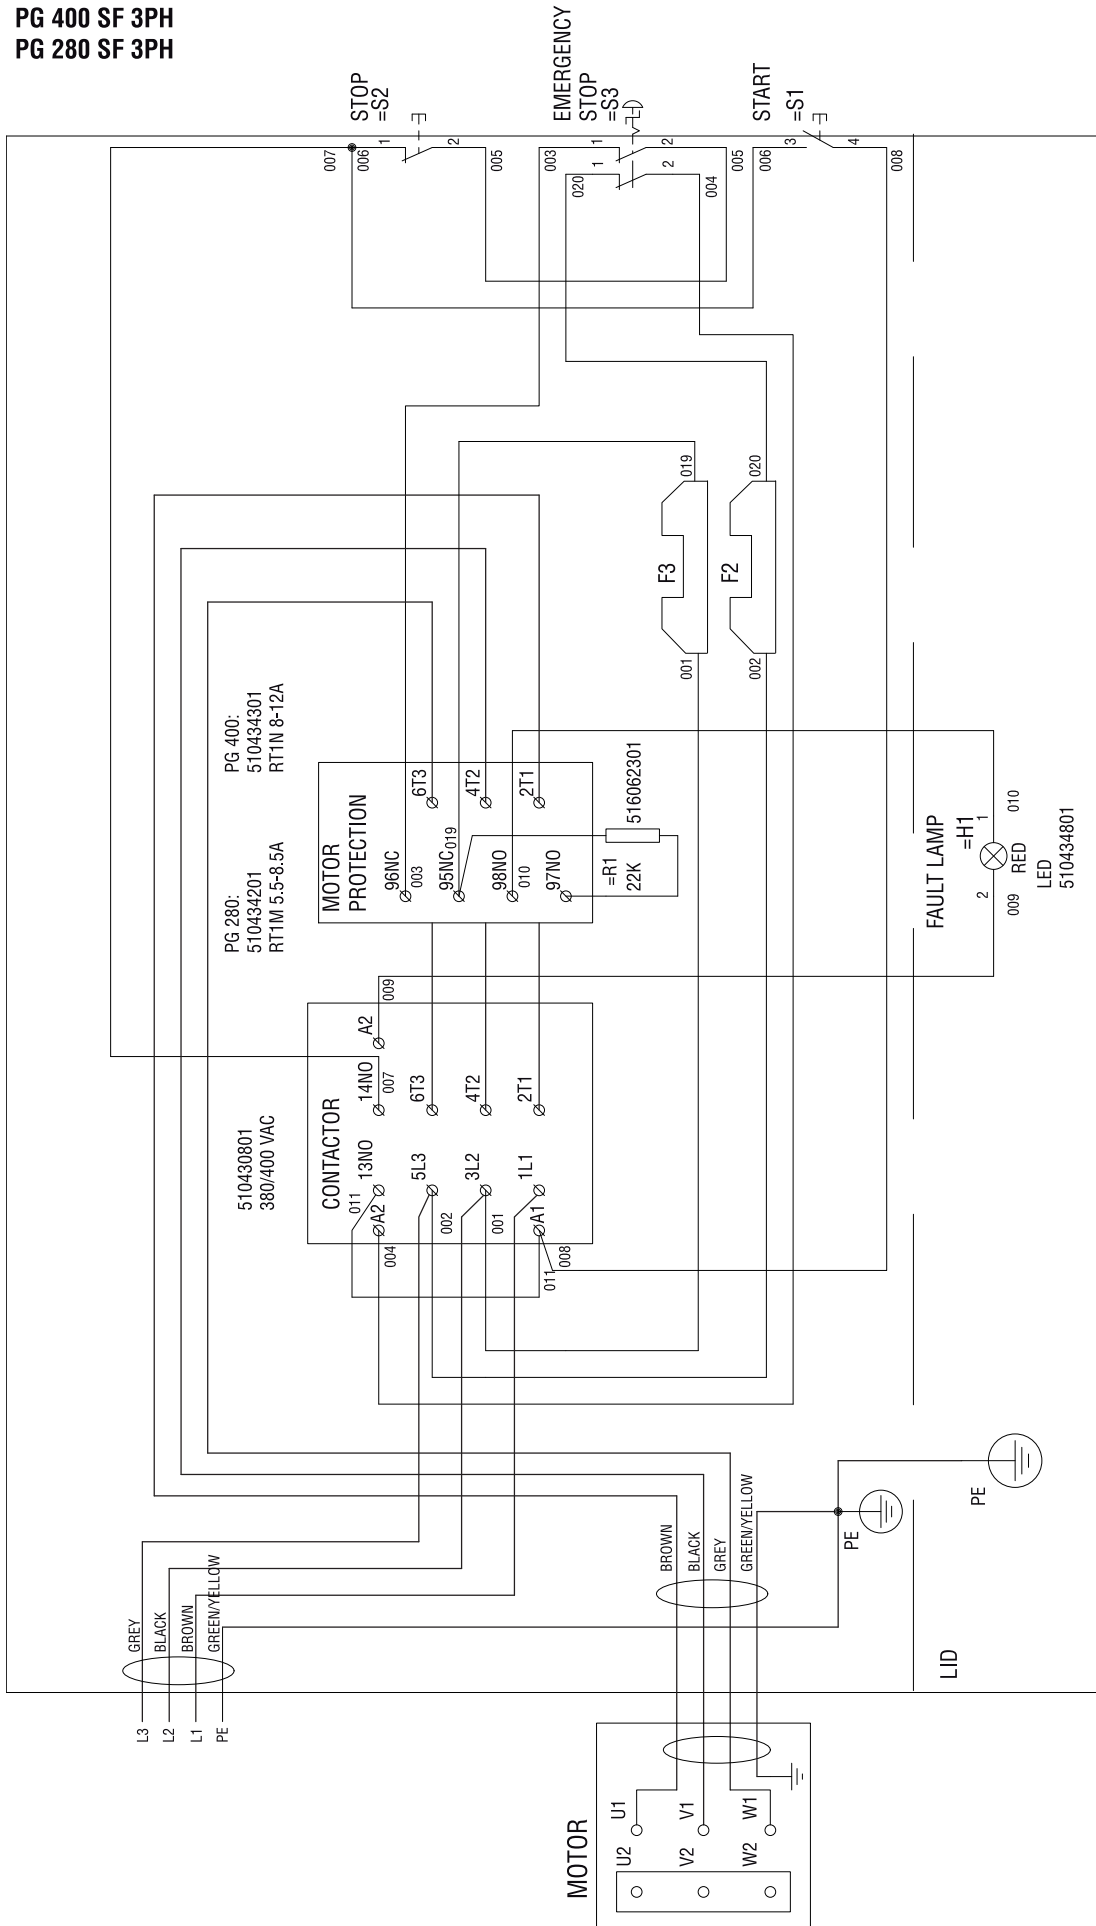 PG 400 SF 3PH
PG 280 SF 3PH
STOP
=S2
EMERGENCY
STOP
=S3
START
=S1
007
006
1
2
005
003
020
1
1
2
2
004
005
006
3
4
008
019
020
F3
F2
001
002
PG 400:
510434301
RT1N 8-12A
PG 280:
510434201
RT1M 5.5-8.5A
MOTOR
PROTECTION
6T3
4T2
2T1
96NC
003
95NC
019
98NO
010
97NO
=R1
22K
516062301
FAULT LAMP
=H1
1
2
010
009
RED
LED
510434801
510430801
380/400 VAC
CONTACTOR
A2
009
14NO
007
6T3
4T2
2T1
13NO
011
5L3
3L2
1L1
A2
004
002
001
A1
008
011
GREY
BLACK
BROWN
GREEN/YELLOW
L3
L2
L1
PE
BROWN
BLACK
GREY
GREEN/YELLOW
PE
PE
LID
MOTOR
U1
V1
W1
U2
V2
W2